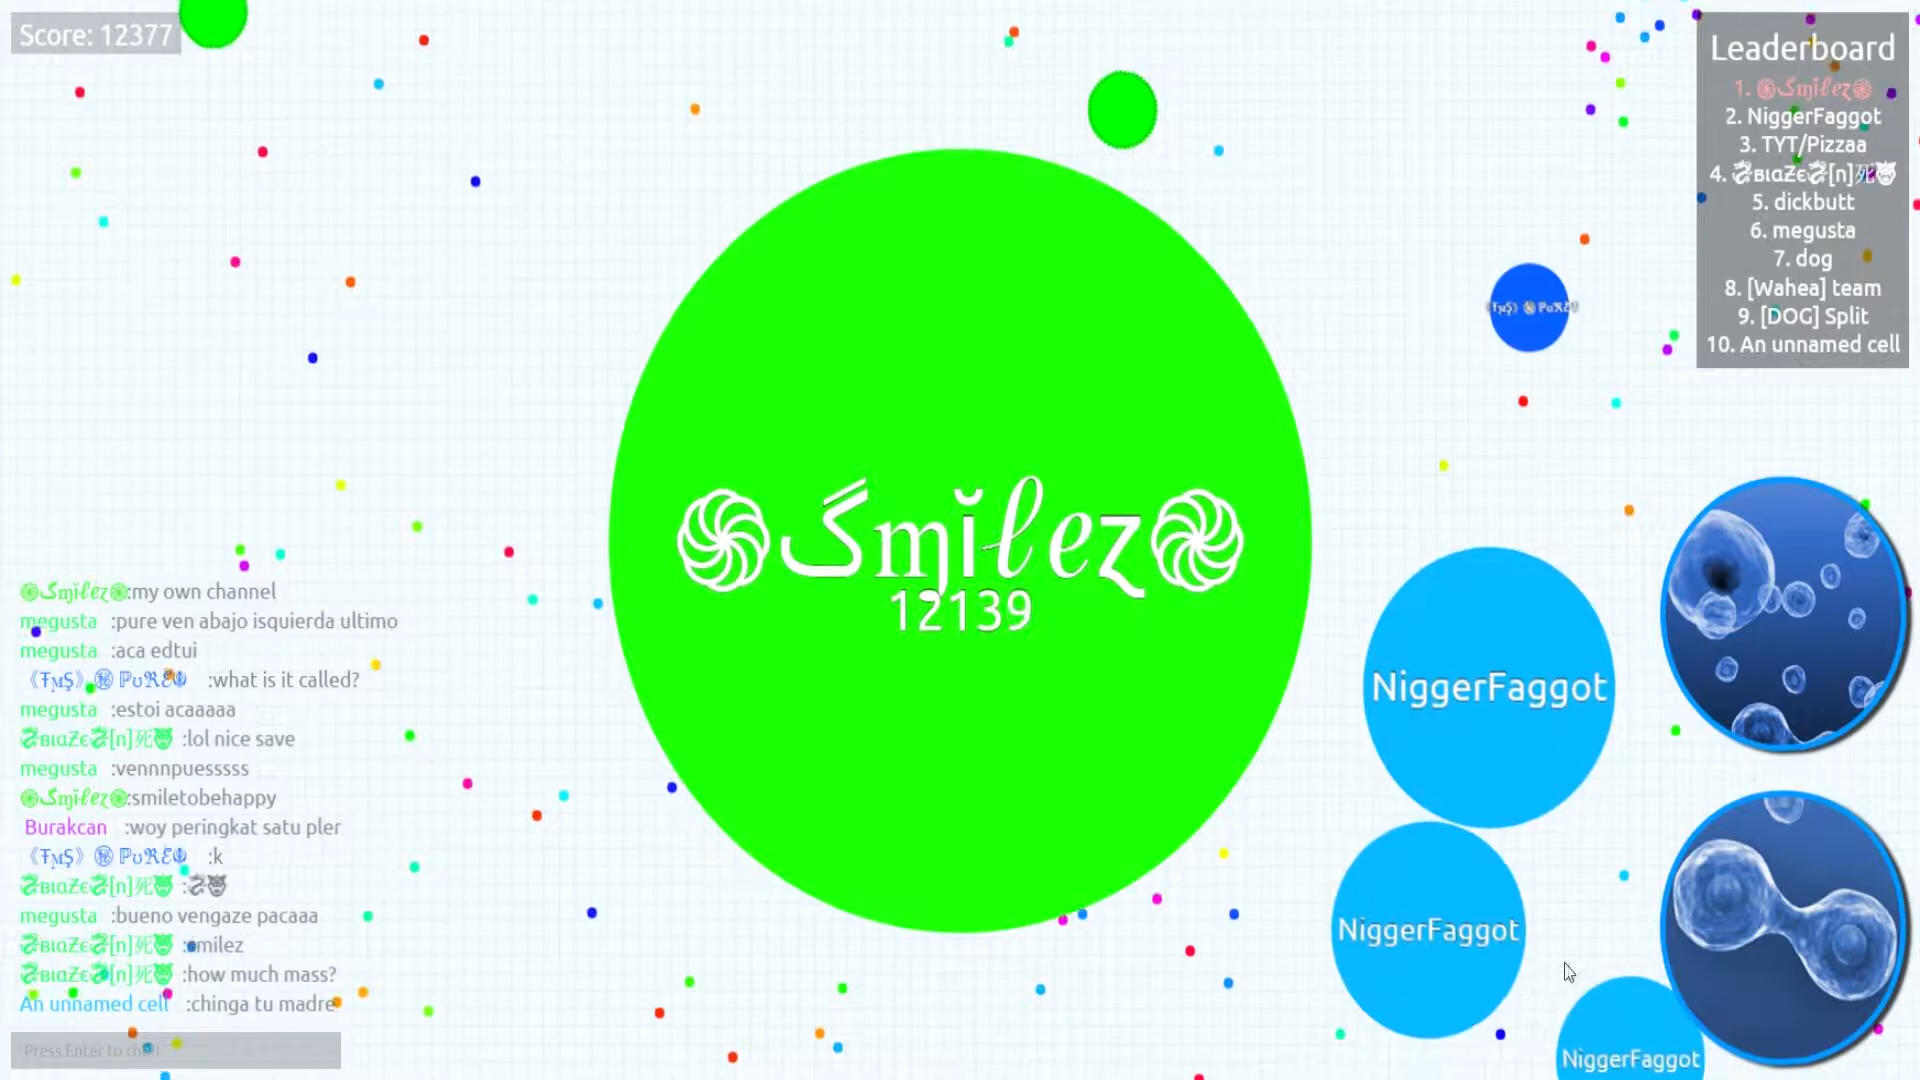 Score: 12377
Leaderboard
1. ֍Smilez֍
2. NiggerFaggot
3. TYT/Pizzaa
5. dickbutt
6. megusta
7. dog
8. [Wahea] team
9. [DOG] Split
10. An unnamed cell
֍Smilez֍
12139
NiggerFaggot
NiggerFaggot
NiggerFaggot
֍Smilez֍:my own channel
megusta :pure ven abajo isquierda ultimo
megusta :aca edtui
:what is it called?
megusta :estoi acaaaaa
:lol nice save
megusta :vennnpuesssss
֍Smilez֍:smiletobehappy
Burakcan :woy peringkat satu pler
:k
megusta :bueno vengaze pacaaa
:smilez
:how much mass?
An unnamed cell :chinga tu madre
Press Enter to chat!